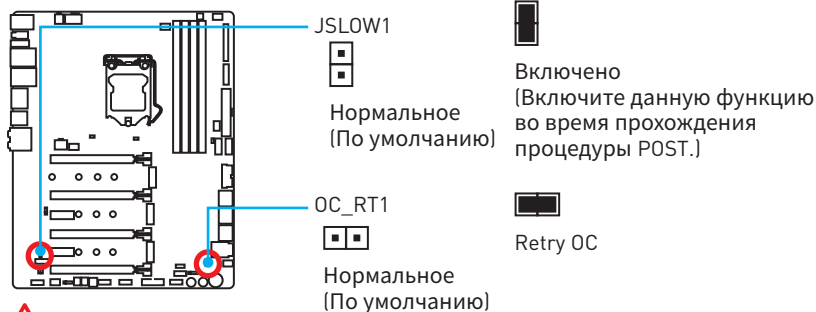 JSLOW1
Нормальное
(По умолчанию)
Включено
(Включите данную функцию
во время прохождения
процедуры POST.)
OC_RT1
Нормальное
(По умолчанию)
Retry OC